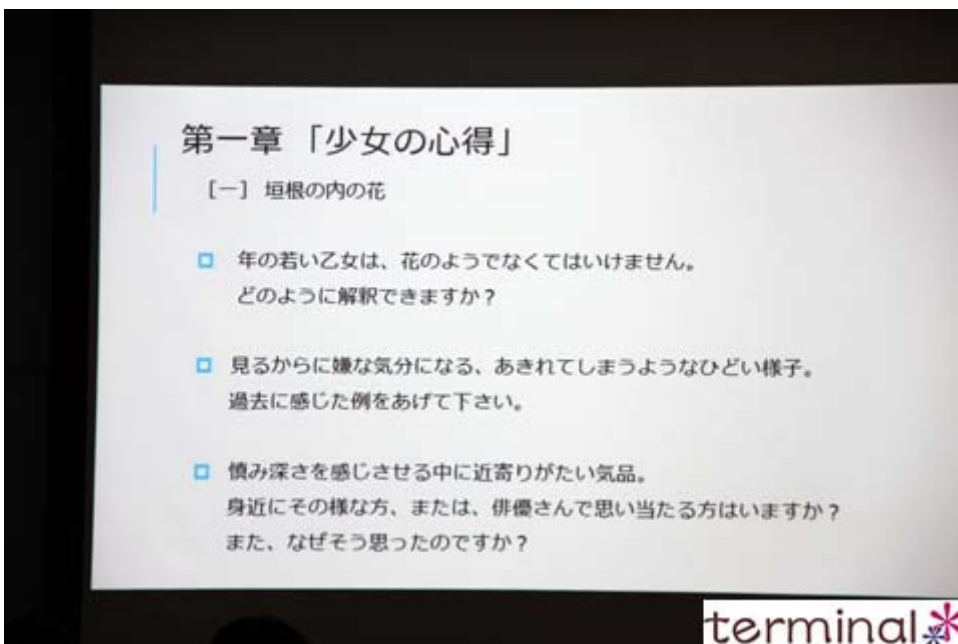 第一章 「少女の心得」
［一］ 垣根の内の花
年の若い乙女は、花のようでなくてはいけません。
どのように解釈できますか？
見るからに嫌な気分になる、あきれてしまうようなひどい様子。
過去に感じた例をあげて下さい。
慎み深さを感じさせる中に近寄りがたい気品。
身近にその様な方、または、俳優さんで思い当たる方はいますか？
また、なぜそう思ったのですか？
terminal